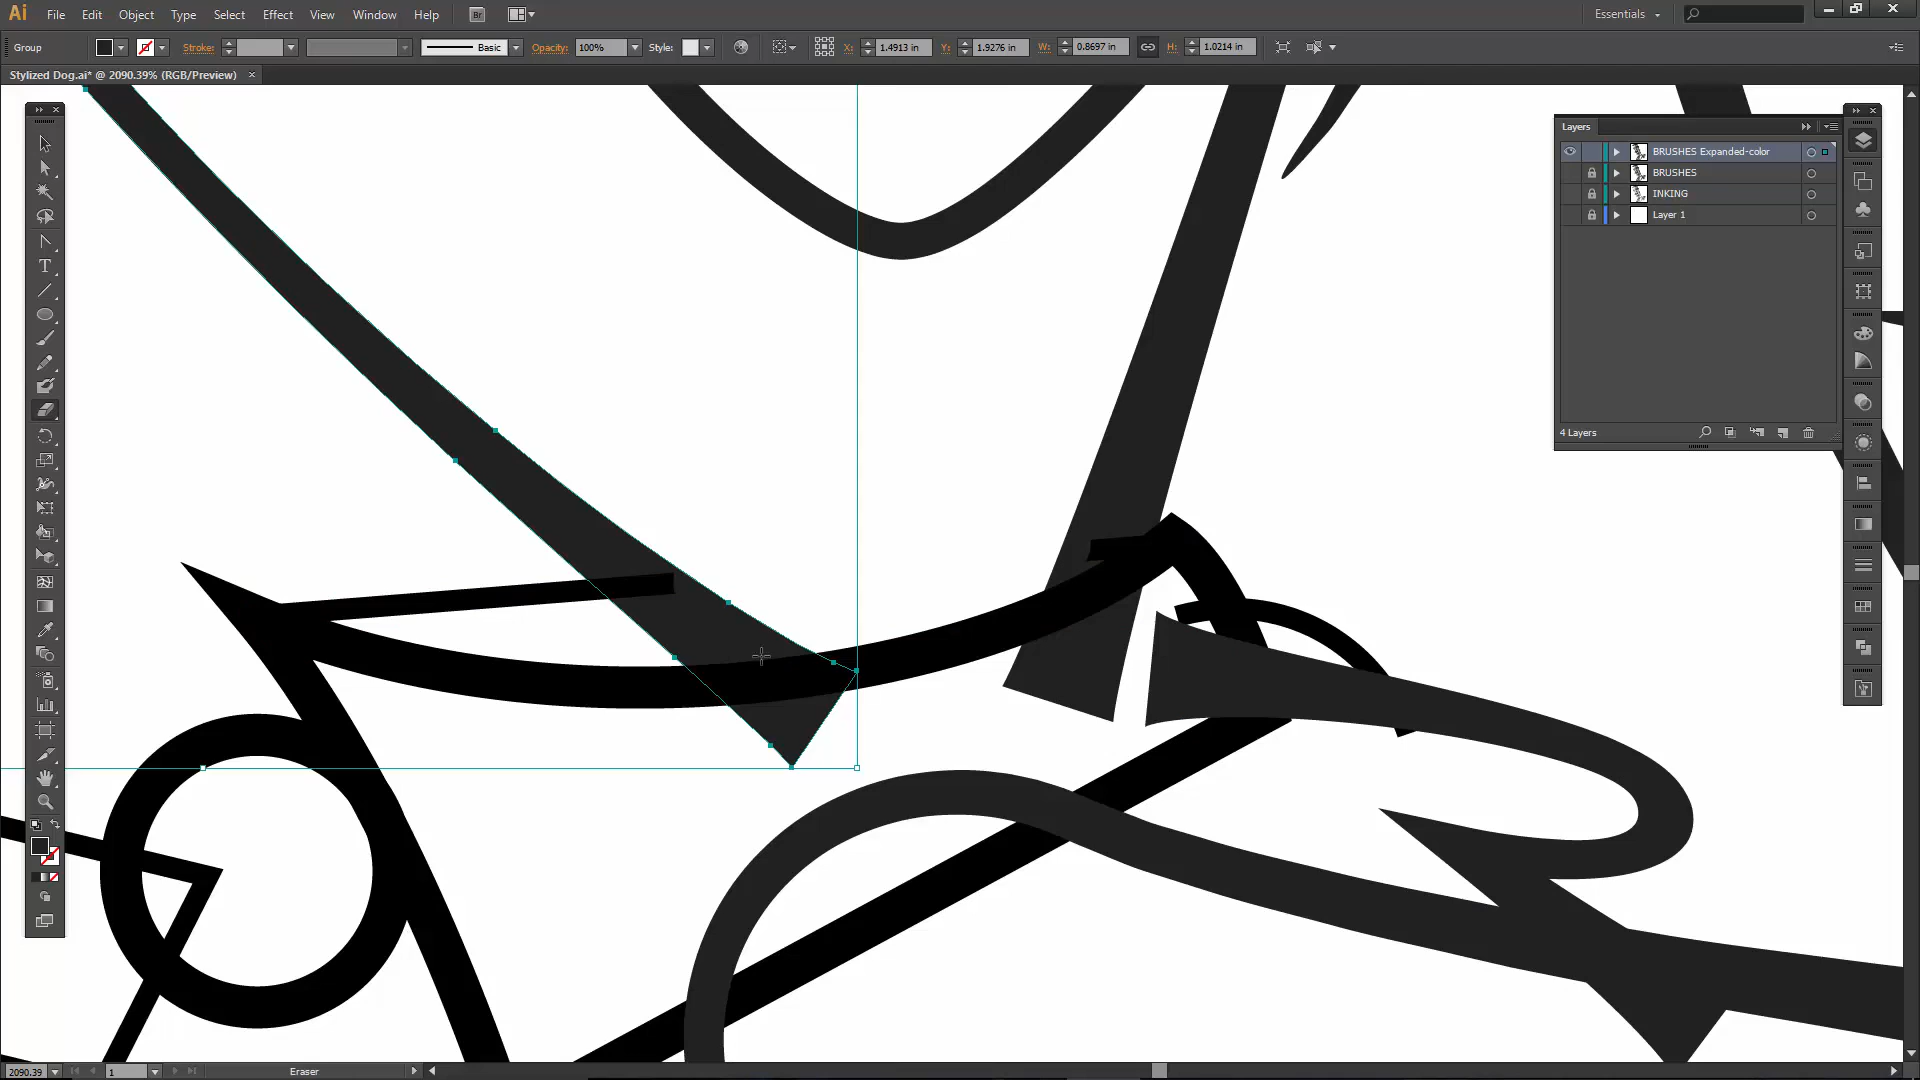 Ai File Edit Object Type Select Effect View Window Help Br Essentials
Group Stroke: Basic Opacity: 100% Style: X: 1.4913 in Y: 1.9276 in W: 0.8697 in H: 1.0214 in
Stylized Dog.ai* @ 2090.39% (RGB/Preview)
Layers
BRUSHES Expanded-color
BRUSHES
INKING
Layer 1
4 Layers
2090.39 1 Eraser